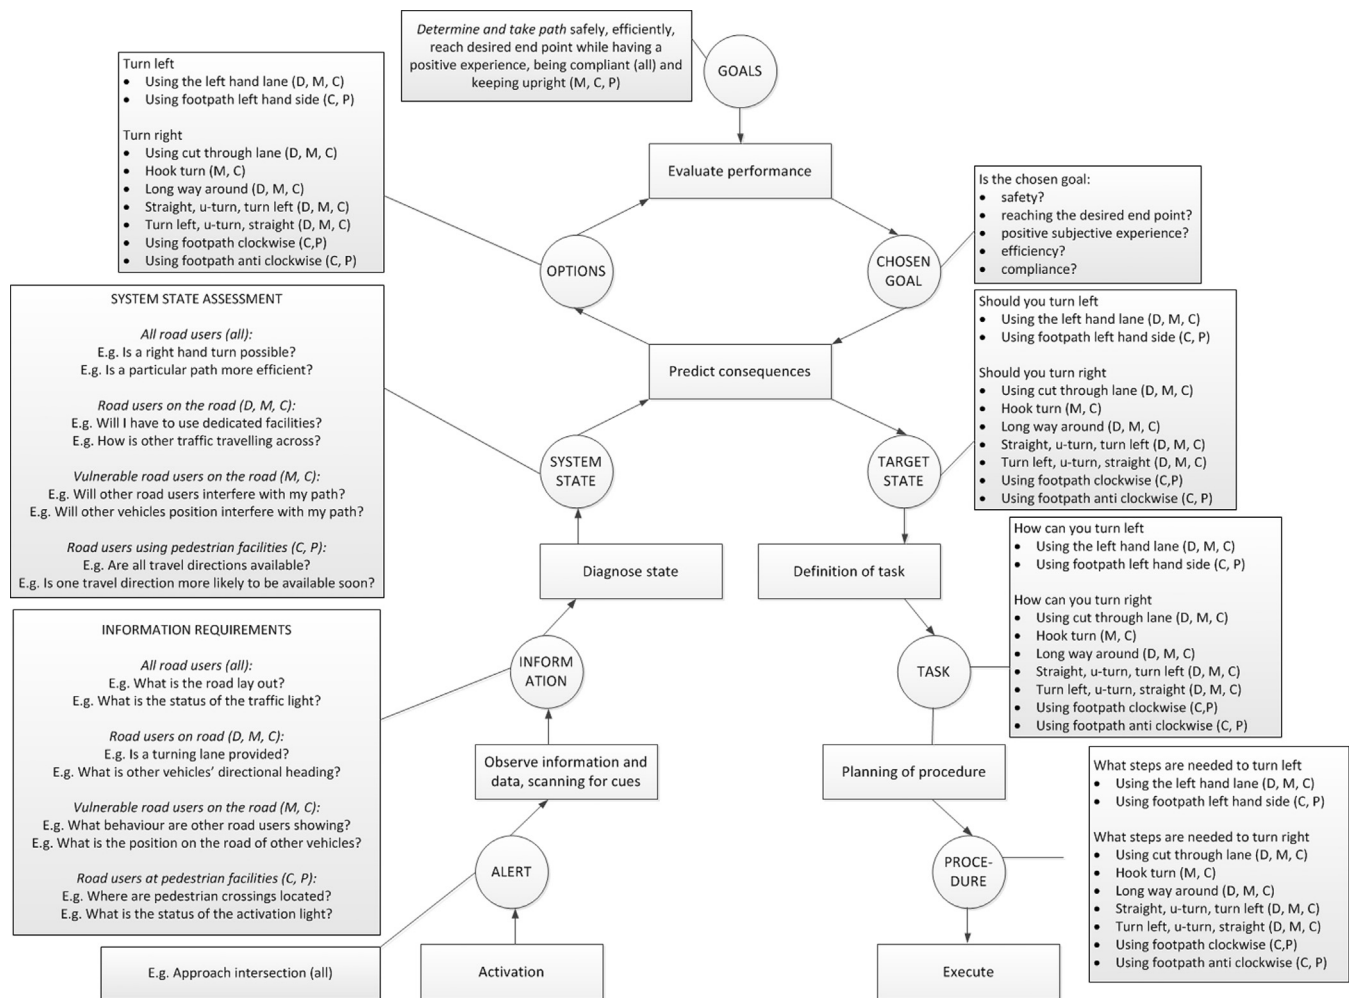 Determine and take path safely, efficiently,
reach desired end point while having a
positive experience, being compliant (all) and
keeping upright (M, C, P)
GOALS
Turn left
• Using the left hand lane (D, M, C)
• Using footpath left hand side (C, P)
Turn right
• Using cut through lane (D, M, C)
• Hook turn (M, C)
• Long way around (D, M, C)
• Straight, u-turn, turn left (D, M, C)
• Turn left, u-turn, straight (D, M, C)
• Using footpath clockwise (C,P)
• Using footpath anti clockwise (C, P)
Evaluate performance
Is the chosen goal:
• safety?
• reaching the desired end point?
• positive subjective experience?
• efficiency?
• compliance?
OPTIONS
CHOSEN
GOAL
SYSTEM STATE ASSESSMENT
All road users (all):
E.g. Is a right hand turn possible?
E.g. Is a particular path more efficient?
Road users on the road (D, M, C):
E.g. Will I have to use dedicated facilities?
E.g. How is other traffic travelling across?
Vulnerable road users on the road (M, C):
E.g. Will other road users interfere with my path?
E.g. Will other vehicles position interfere with my path?
Road users using pedestrian facilities (C, P):
E.g. Are all travel directions available?
E.g. Is one travel direction more likely to be available soon?
Predict consequences
Should you turn left
• Using the left hand lane (D, M, C)
• Using footpath left hand side (C, P)
Should you turn right
• Using cut through lane (D, M, C)
• Hook turn (M, C)
• Long way around (D, M, C)
• Straight, u-turn, turn left (D, M, C)
• Turn left, u-turn, straight (D, M, C)
• Using footpath clockwise (C,P)
• Using footpath anti clockwise (C, P)
SYSTEM
STATE
TARGET
STATE
Diagnose state
Definition of task
How can you turn left
• Using the left hand lane (D, M, C)
• Using footpath left hand side (C, P)
How can you turn right
• Using cut through lane (D, M, C)
• Hook turn (M, C)
• Long way around (D, M, C)
• Straight, u-turn, turn left (D, M, C)
• Turn left, u-turn, straight (D, M, C)
• Using footpath clockwise (C,P)
• Using footpath anti clockwise (C, P)
INFORMATION REQUIREMENTS
All road users (all):
E.g. What is the road lay out?
E.g. What is the status of the traffic light?
Road users on road (D, M, C):
E.g. Is a turning lane provided?
E.g. What is other vehicles’ directional heading?
Vulnerable road users on the road (M, C):
E.g. What behaviour are other road users showing?
E.g. What is the position on the road of other vehicles?
Road users at pedestrian facilities (C, P):
E.g. Where are pedestrian crossings located?
E.g. What is the status of the activation light?
INFORM
ATION
TASK
Observe information and
data, scanning for cues
Planning of procedure
What steps are needed to turn left
• Using the left hand lane (D, M, C)
• Using footpath left hand side (C, P)
What steps are needed to turn right
• Using cut through lane (D, M, C)
• Hook turn (M, C)
• Long way around (D, M, C)
• Straight, u-turn, turn left (D, M, C)
• Turn left, u-turn, straight (D, M, C)
• Using footpath clockwise (C,P)
• Using footpath anti clockwise (C, P)
ALERT
PROCE-
DURE
E.g. Approach intersection (all)
Activation
Execute